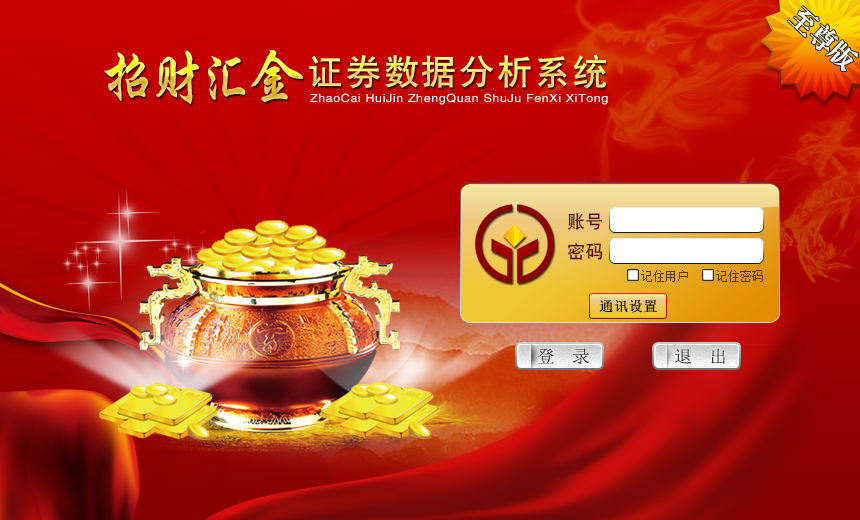 至尊版
招财汇金证券数据分析系统
ZhaoCai HuiJin ZhengQuan ShuJu FenXi XiTong
账号
密码
记住用户 记住密码
通讯设置
登 录 退 出